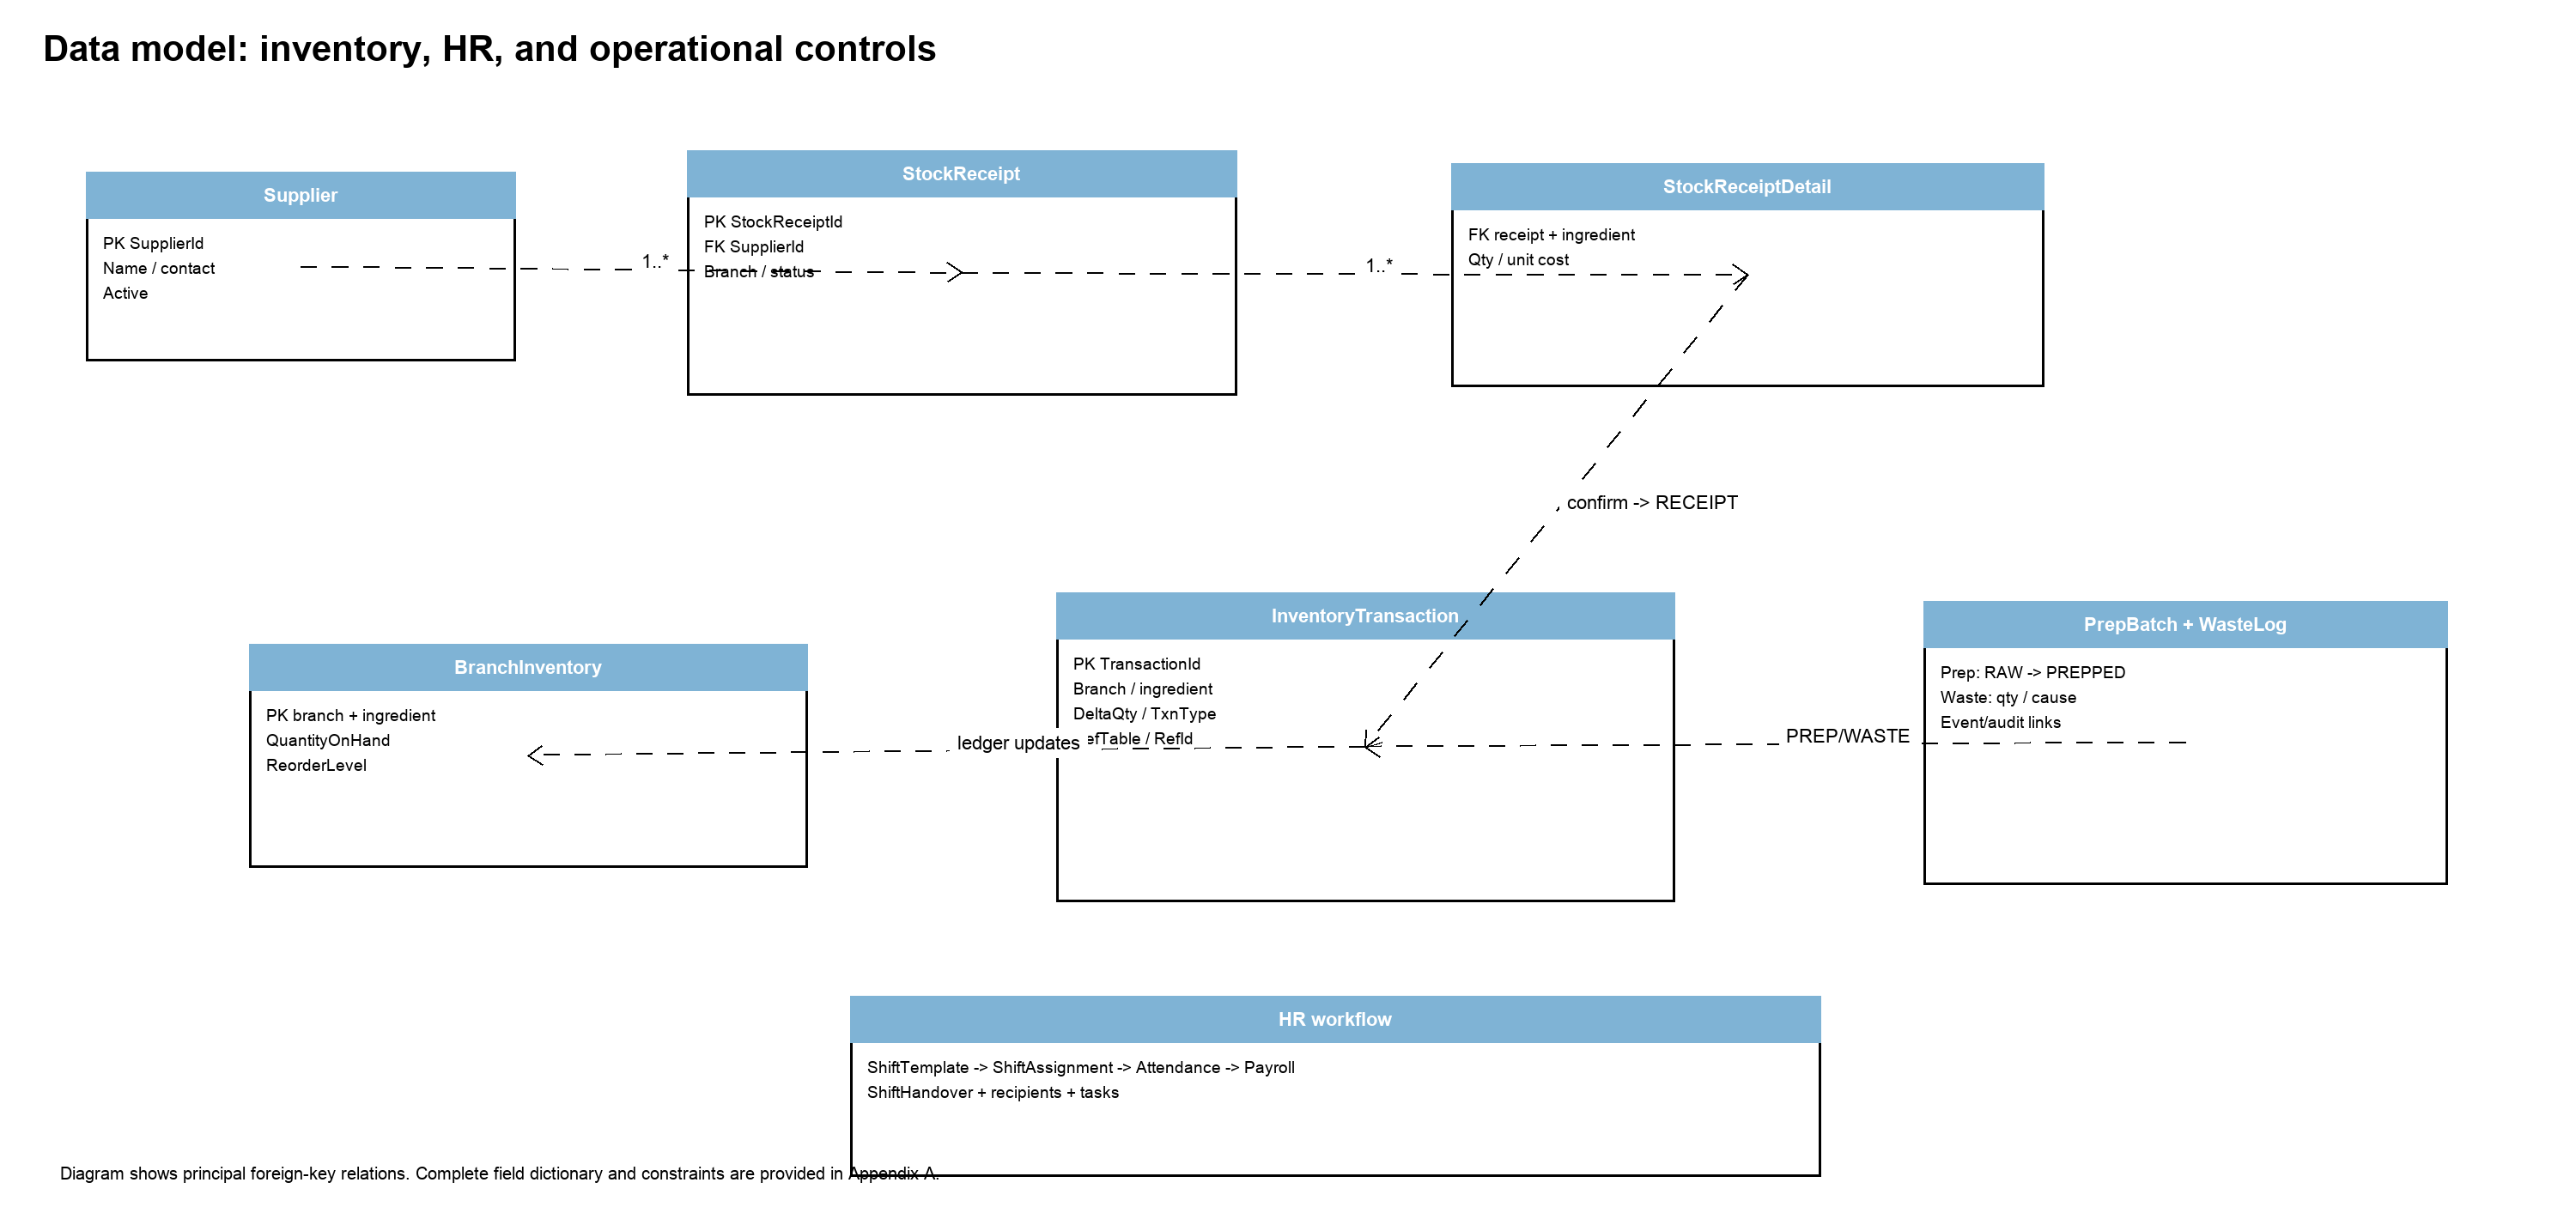 Data model: inventory, HR, and operational controls
Supplier
PK SupplierId
Name / contact
Active
1..*
StockReceipt
PK StockReceiptId
FK SupplierId
Branch / status
1..*
StockReceiptDetail
FK receipt + ingredient
Qty / unit cost
confirm -> RECEIPT
BranchInventory
PK branch + ingredient
QuantityOnHand
ReorderLevel
ledger updates
InventoryTransaction
PK TransactionId
Branch / ingredient
DeltaQty / TxnType
efTable / RefId
PREP/WASTE
PrepBatch + WasteLog
Prep: RAW -> PREPPED
Waste: qty / cause
Event/audit links
HR workflow
ShiftTemplate -> ShiftAssignment -> Attendance -> Payroll
ShiftHandover + recipients + tasks
Diagram shows principal foreign-key relations. Complete field dictionary and constraints are provided in Appendix A.